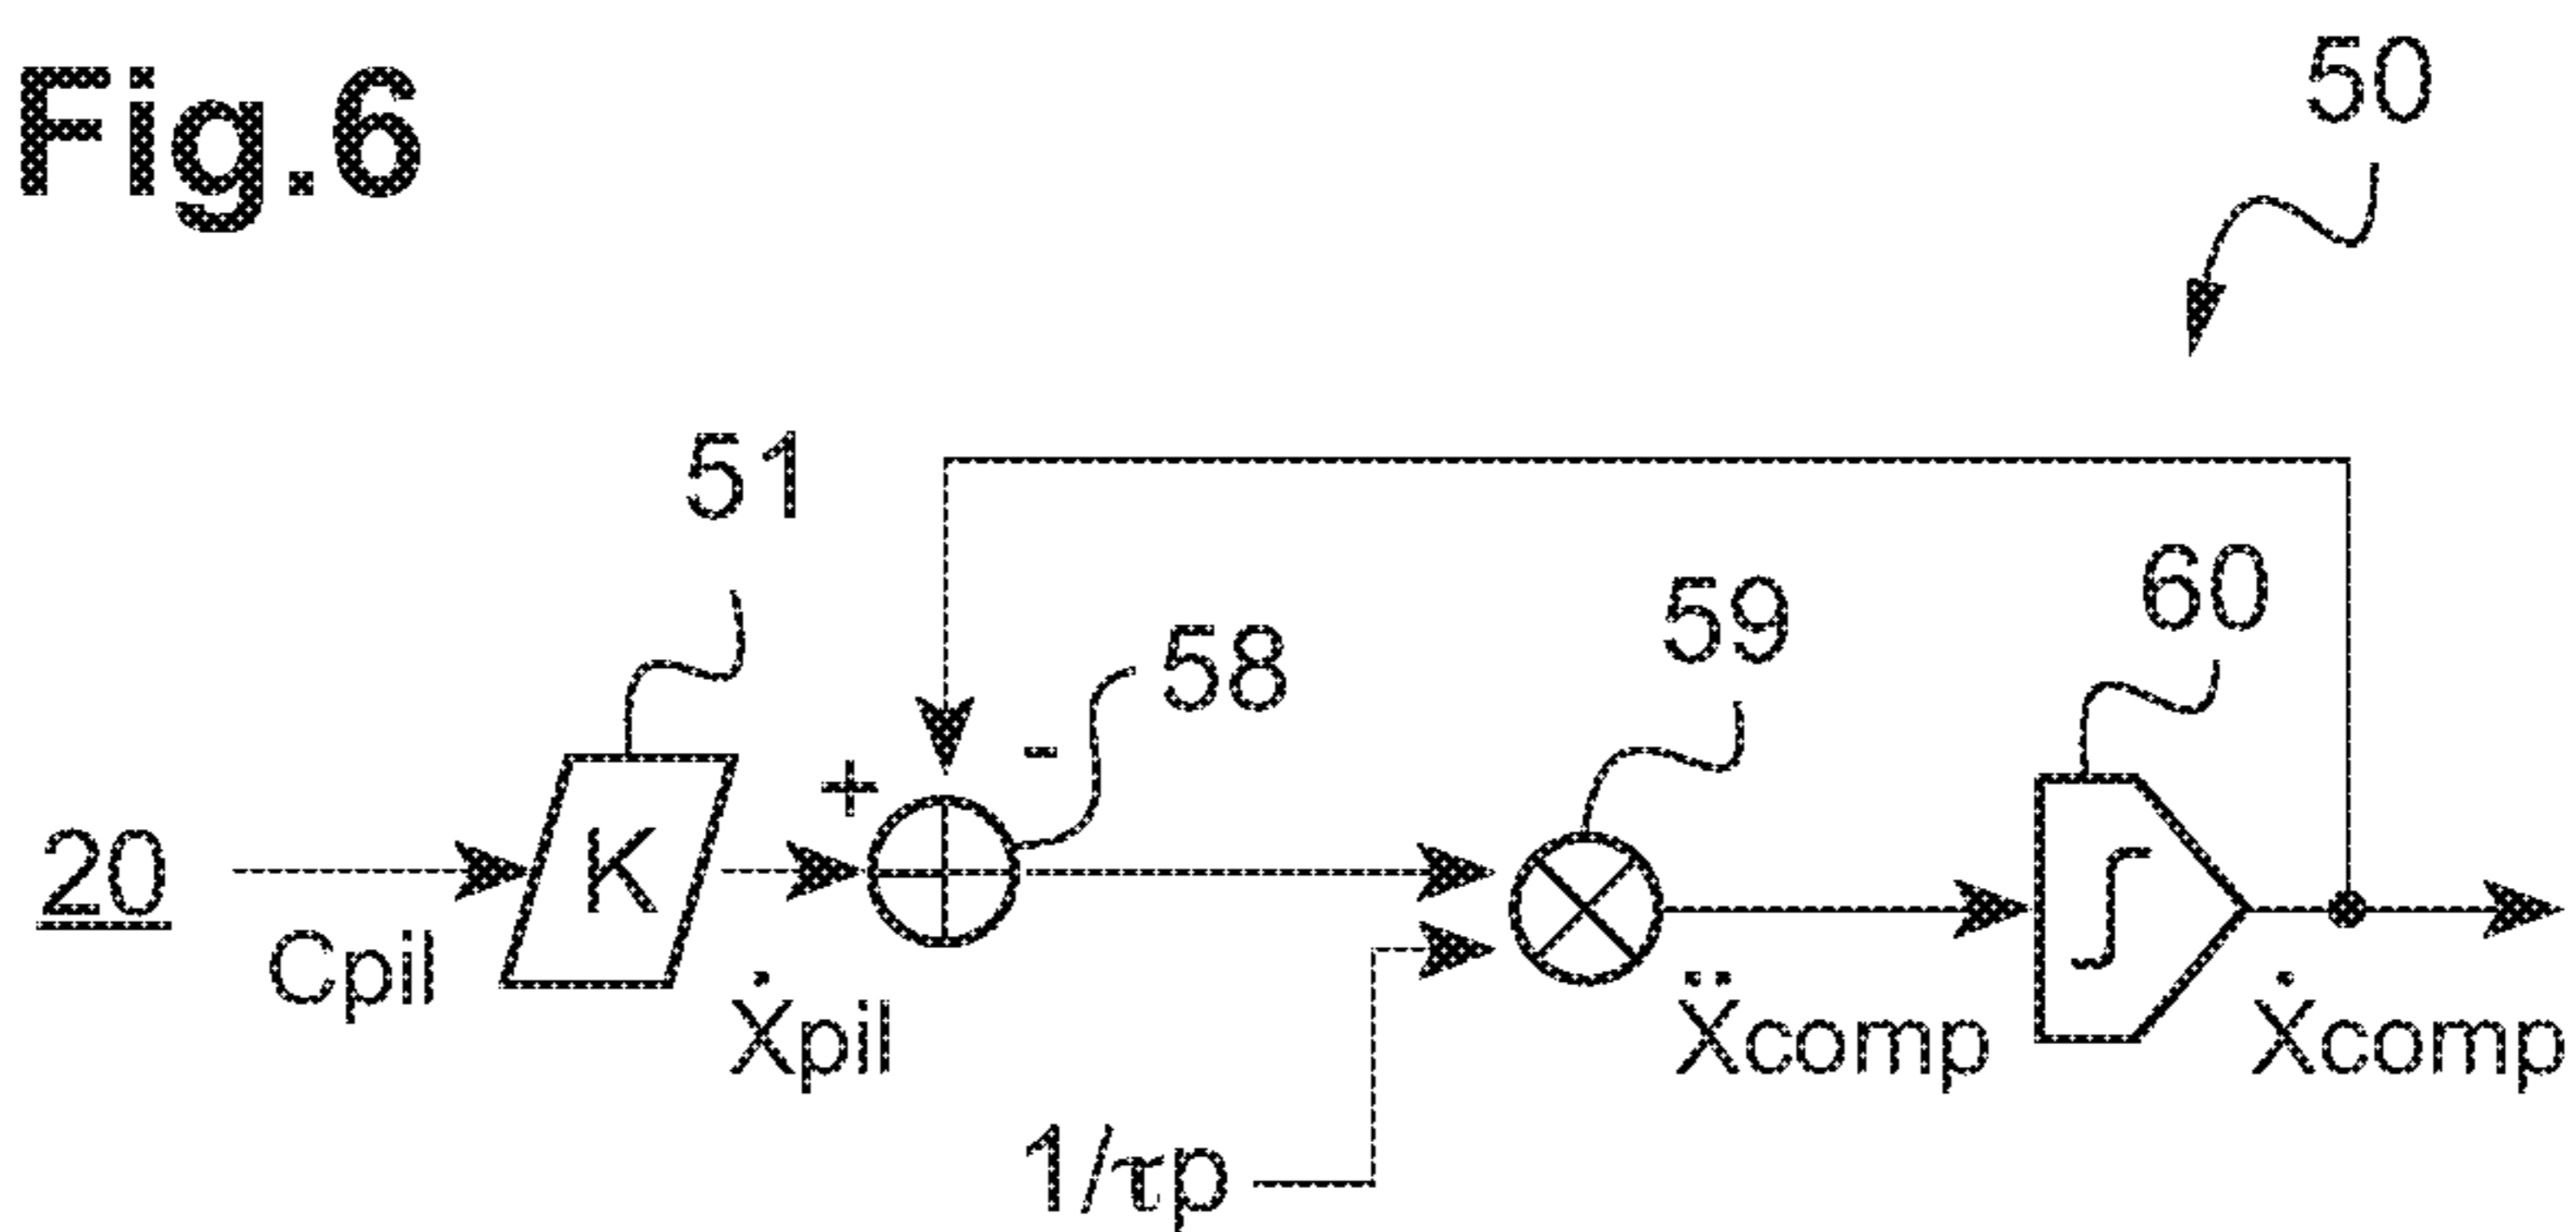 Fig.6
50
51
60
59
58
+
-
20
K
Cpil
Ẋpil
Ẍcomp
∫
Ẋcomp
1/τp